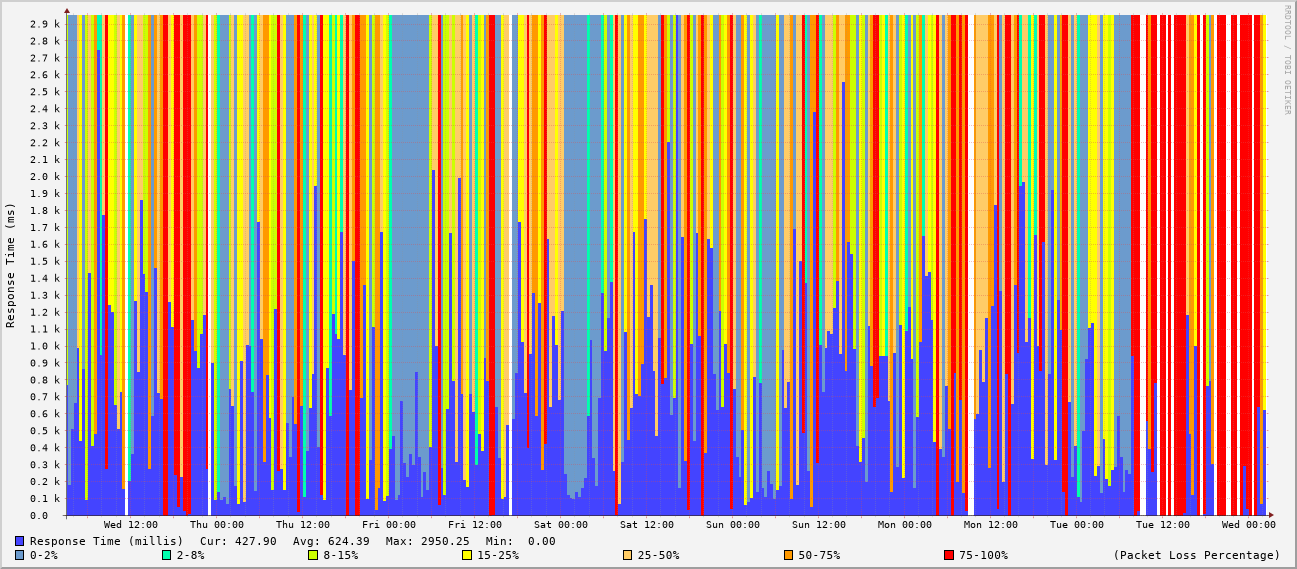 RRDTOOL / TOBI OETIKER
Response Time (ms)
2.9 k
2.8 k
2.7 k
2.6 k
2.5 k
2.4 k
2.3 k
2.2 k
2.1 k
2.0 k
1.9 k
1.8 k
1.7 k
1.6 k
1.5 k
1.4 k
1.3 k
1.2 k
1.1 k
1.0 k
0.9 k
0.8 k
0.7 k
0.6 k
0.5 k
0.4 k
0.3 k
0.2 k
0.1 k
0.0
Wed 12:00 Thu 00:00 Thu 12:00 Fri 00:00 Fri 12:00 Sat 00:00 Sat 12:00 Sun 00:00 Sun 12:00 Mon 00:00 Mon 12:00 Tue 00:00 Tue 12:00 Wed 00:00
Response Time (millis) Cur: 427.90 Avg: 624.39 Max: 2950.25 Min: 0.00
0-2% 2-8% 8-15% 15-25% 25-50% 50-75% 75-100% (Packet Loss Percentage)